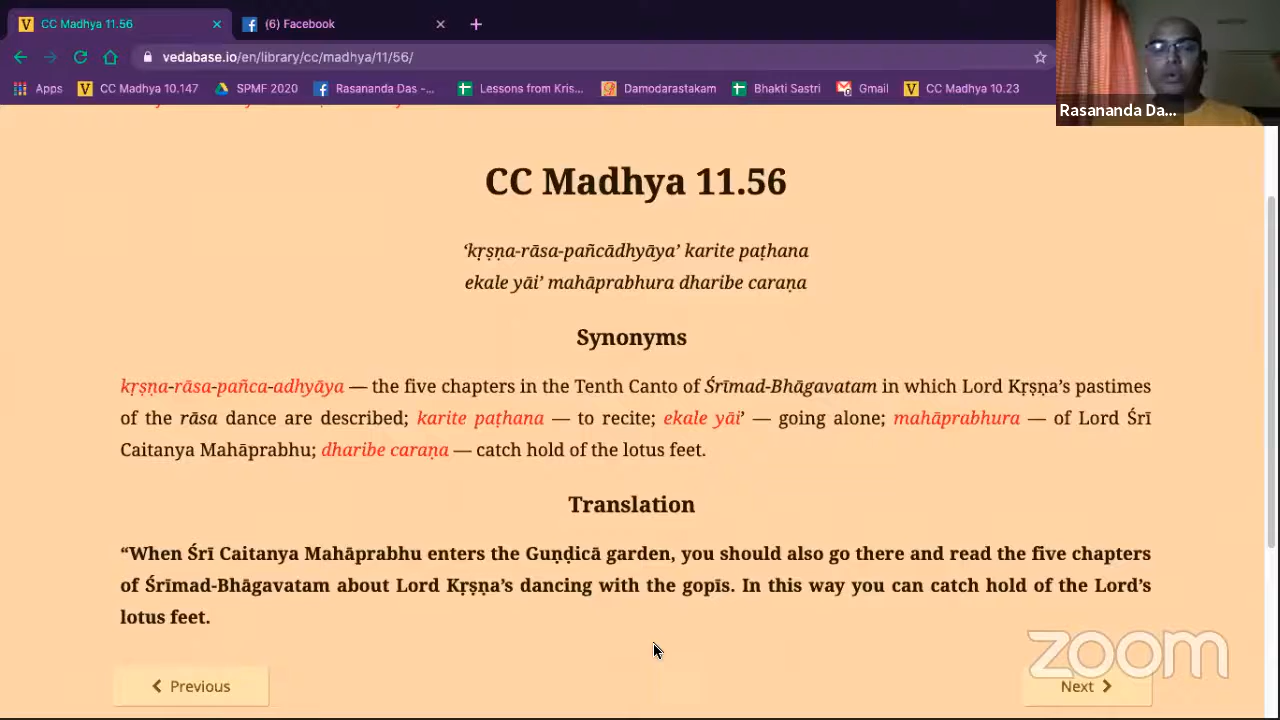 CC Madhya 11.56
(6) Facebook
vedabase.io/en/library/cc/madhya/11/56/
Apps CC Madhya 10.147 SPMF 2020 Rasananda Das -... Lessons from Kris... Damodarastakam Bhakti Sastri Gmail CC Madhya 10.23
Rasananda Da...
CC Madhya 11.56
‘kṛṣṇa-rāsa-pañcādhyāya’ karite paṭhana
ekale yāi’ mahāprabhura dharibe caraṇa
Synonyms
kṛṣṇa-rāsa-pañca-adhyāya — the five chapters in the Tenth Canto of Śrīmad-Bhāgavatam in which Lord Kṛṣṇa’s pastimes
of the rāsa dance are described; karite paṭhana — to recite; ekale yāi’ — going alone; mahāprabhura — of Lord Śrī
Caitanya Mahāprabhu; dharibe caraṇa — catch hold of the lotus feet.
Translation
“When Śrī Caitanya Mahāprabhu enters the Guṇḍicā garden, you should also go there and read the five chapters
of Śrīmad-Bhāgavatam about Lord Kṛṣṇa’s dancing with the gopīs. In this way you can catch hold of the Lord’s
lotus feet.
zoom
Previous
Next